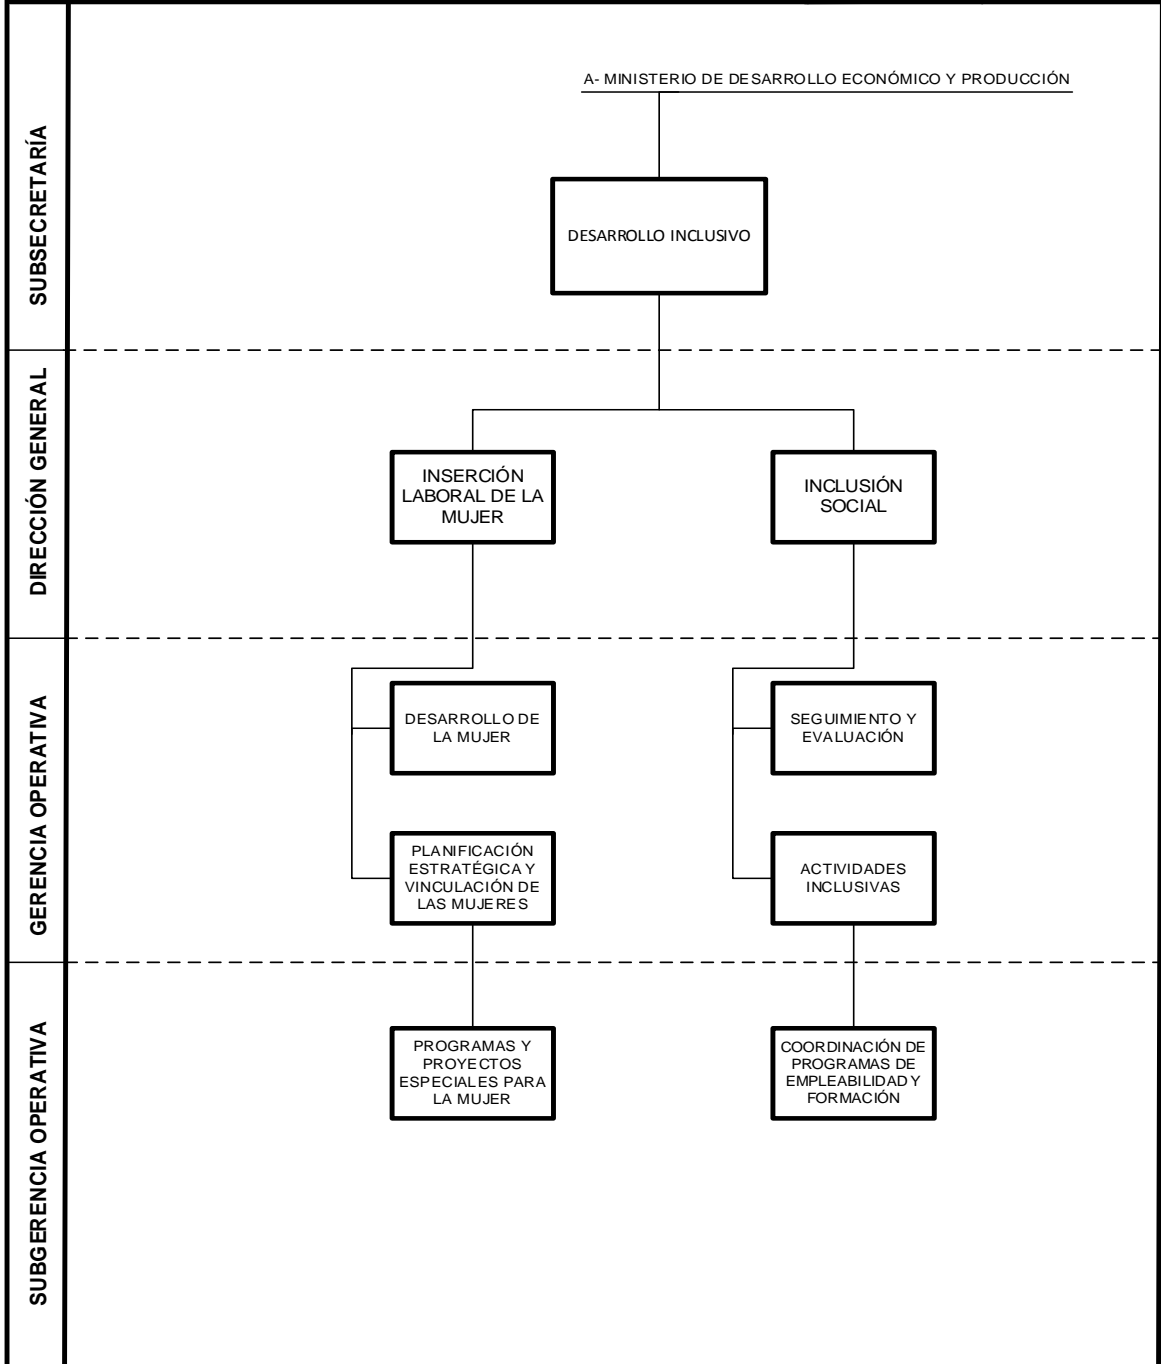 A- MINISTERIO DE DESARROLLO ECONÓMICO Y PRODUCCIÓN
SUBSECRETARÍA
DESARROLLO INCLUSIVO
DIRECCIÓN GENERAL
INSERCIÓN
LABORAL DE LA
MUJER
INCLUSIÓN
SOCIAL
GERENCIA OPERATIVA
DESARROLLO DE
LA MUJER
SEGUIMIENTO Y
EVALUACIÓN
PLANIFICACIÓN
ESTRATÉGICA Y
VINCULACIÓN DE
LAS MUJERES
ACTIVIDADES
INCLUSIVAS
SUBGERENCIA OPERATIVA
PROGRAMAS Y
PROYECTOS
ESPECIALES PARA
LA MUJER
COORDINACIÓN DE
PROGRAMAS DE
EMPLEABILIDAD Y
FORMACIÓN